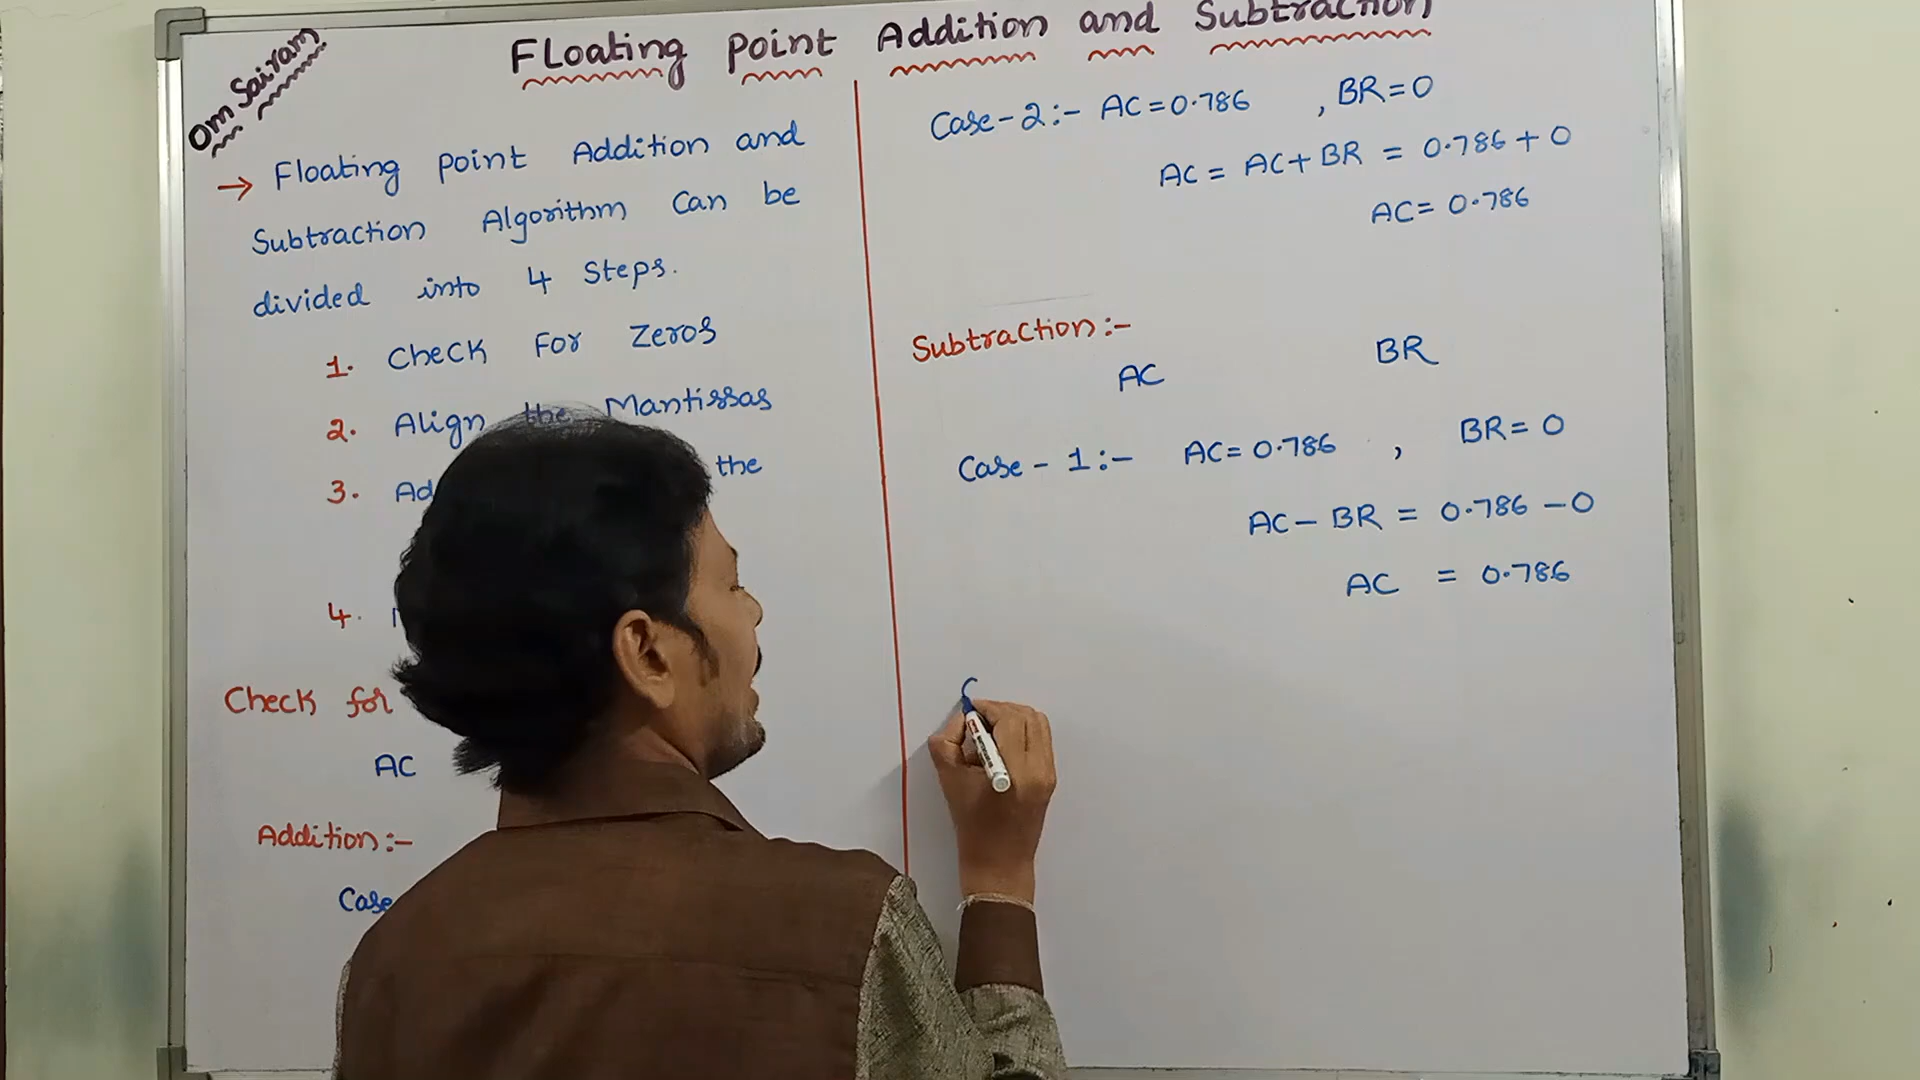 Om Sairam
Floating Point Addition and Subtraction
→ Floating point Addition and
Subtraction Algorithm Can be
divided into 4 Steps.
1. Check For Zeros
2. Align the Mantissas
3. Ad the
4.
Check for
AC
Addition:-
Case
Case-2:- AC=0.786 , BR=0
AC = AC+BR = 0.786+0
AC= 0.786
Subtraction:-
AC BR
Case-1:- AC=0.786 , BR=0
AC-BR = 0.786-0
AC = 0.786
C